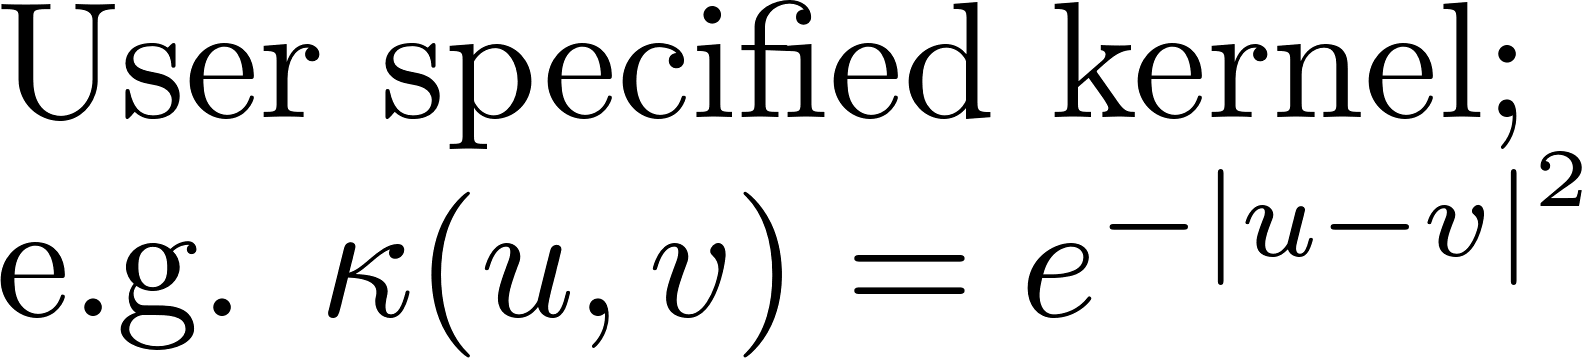 User specified kernel;
e.g. κ(u, v) = e^{-|u-v|^2}